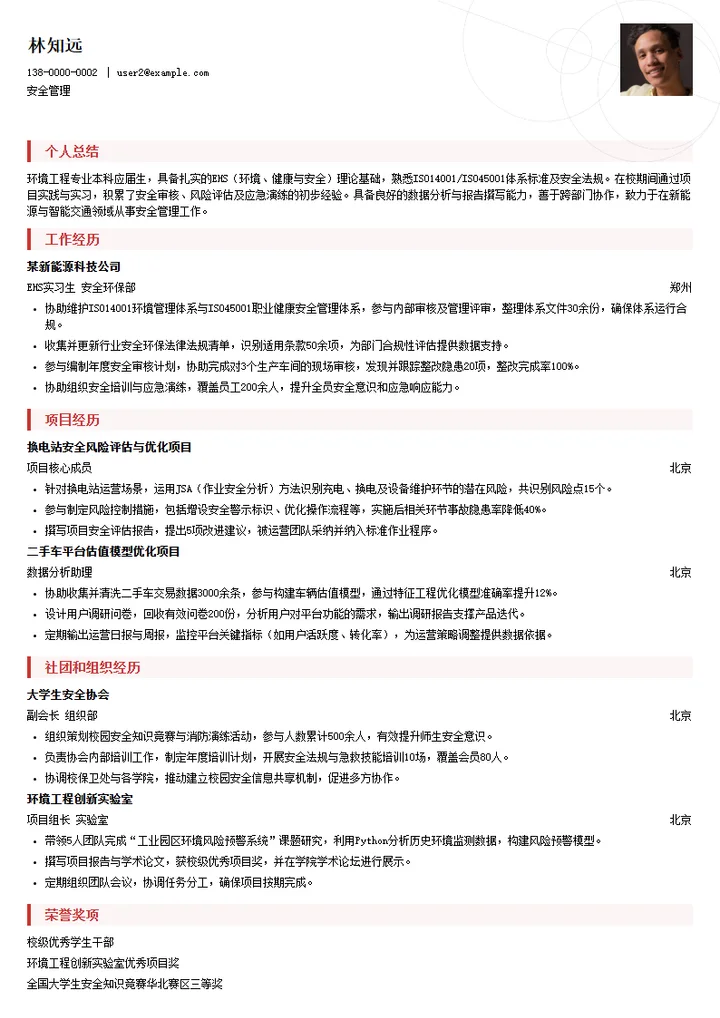 林知远
138-0000-0002 | user2@example.com
安全管理
个人总结
环境工程专业本科应届生，具备扎实的EHS（环境、健康与安全）理论基础，熟悉ISO14001/ISO45001体系标准及安全法规。在校期间通过项
目实践与实习，积累了安全审核、风险评估及应急演练的初步经验。具备良好的数据分析与报告撰写能力，善于跨部门协作，致力于在新能
源与智能交通领域从事安全管理工作。
工作经历
某新能源科技公司
EHS实习生 安全环保部 郑州
• 协助维护ISO14001环境管理体系与ISO45001职业健康安全管理体系，参与内部审核及管理评审，整理体系文件30余份，确保体系运行合
规。
• 收集并更新行业安全环保法律法规清单，识别适用条款50余项，为部门合规性评估提供数据支持。
• 参与编制年度安全审核计划，协助完成对3个生产车间的现场审核，发现并跟踪整改隐患20项，整改完成率100%。
• 协助组织安全培训与应急演练，覆盖员工200余人，提升全员安全意识和应急响应能力。
项目经历
换电站安全风险评估与优化项目
项目核心成员 北京
• 针对换电站运营场景，运用JSA（作业安全分析）方法识别充电、换电及设备维护环节的潜在风险，共识别风险点15个。
• 参与制定风险控制措施，包括增设安全警示标识、优化操作流程等，实施后相关环节事故隐患率降低40%。
• 撰写项目安全评估报告，提出5项改进建议，被运营团队采纳并纳入标准作业程序。
二手车平台估值模型优化项目
数据分析助理 北京
• 协助收集并清洗二手车交易数据3000余条，参与构建车辆估值模型，通过特征工程优化模型准确率提升12%。
• 设计用户调研问卷，回收有效问卷200份，分析用户对平台功能的需求，输出调研报告支撑产品迭代。
• 定期输出运营日报与周报，监控平台关键指标（如用户活跃度、转化率），为运营策略调整提供数据依据。
社团和组织经历
大学生安全协会
副会长 组织部 北京
• 组织策划校园安全知识竞赛与消防演练活动，参与人数累计500余人，有效提升师生安全意识。
• 负责协会内部培训工作，制定年度培训计划，开展安全法规与急救技能培训10场，覆盖会员80人。
• 协调校保卫处与各学院，推动建立校园安全信息共享机制，促进多方协作。
环境工程创新实验室
项目组长 实验室 北京
• 带领5人团队完成“工业园区环境风险预警系统”课题研究，利用Python分析历史环境监测数据，构建风险预警模型。
• 撰写项目报告与学术论文，获校级优秀项目奖，并在学院学术论坛进行展示。
• 定期组织团队会议，协调任务分工，确保项目按期完成。
荣誉奖项
校级优秀学生干部
环境工程创新实验室优秀项目奖
全国大学生安全知识竞赛华北赛区三等奖